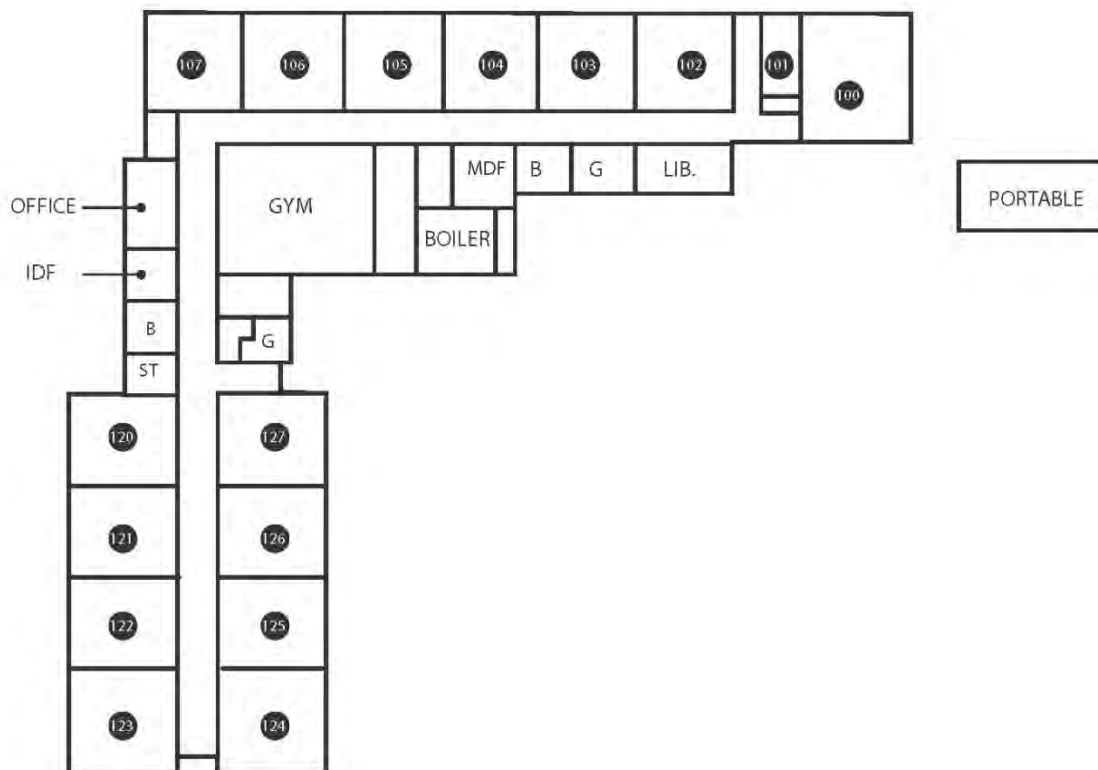 107 106 105 104 103 102 101 100
MDF B G LIB.
OFFICE GYM PORTABLE
BOILER
IDF
B G
ST
120 127
121 126
122 125
123 124